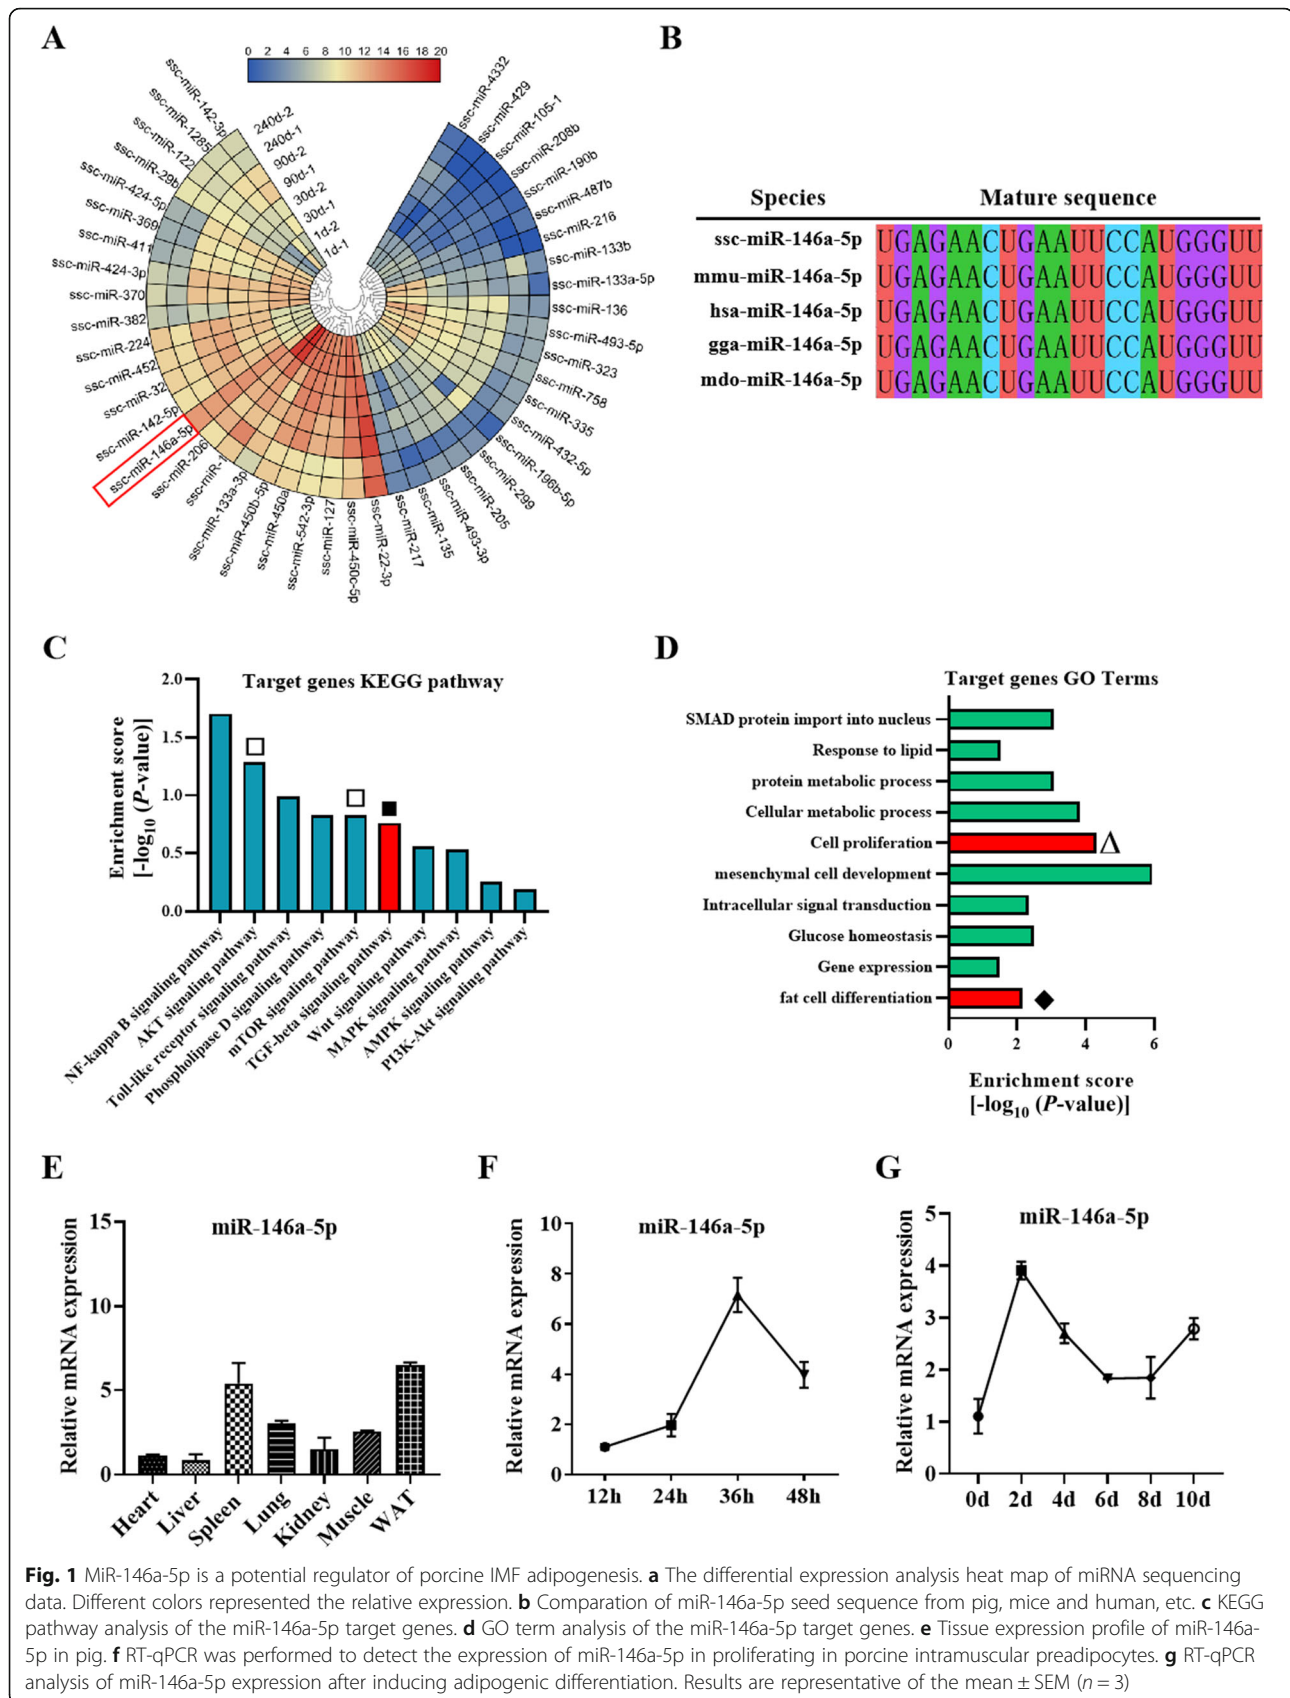 A
0 2 4 6 8 10 12 14 16 18 20
ssc-miR-142-3p
ssc-miR-1285
ssc-miR-122
ssc-miR-29b
ssc-miR-424-5p
ssc-miR-369
ssc-miR-411
ssc-miR-424-3p
ssc-miR-370
ssc-miR-382
ssc-miR-224
ssc-miR-452
ssc-miR-32
ssc-miR-142-5p
ssc-miR-146a-5p
ssc-miR-206
ssc-miR-1
ssc-miR-133a-3p
ssc-miR-450b-5p
ssc-miR-450a
ssc-miR-542-3p
ssc-miR-127
ssc-miR-450c-5p
ssc-miR-22-3p
ssc-miR-217
ssc-miR-135
ssc-miR-493-3p
ssc-miR-205
ssc-miR-299
ssc-miR-196b-5p
ssc-miR-432-5p
ssc-miR-335
ssc-miR-758
ssc-miR-323
ssc-miR-493-5p
ssc-miR-136
ssc-miR-133a-5p
ssc-miR-133b
ssc-miR-216
ssc-miR-487b
ssc-miR-190b
ssc-miR-208b
ssc-miR-105-1
ssc-miR-429
ssc-miR-4332
240d-2
240d-1
90d-2
90d-1
30d-2
30d-1
1d-2
1d-1
B
Species Mature sequence
ssc-miR-146a-5p UGAGAACUGAAUUCCAUGGGUU
mmu-miR-146a-5p UGAGAACUGAAUUCCAUGGGUU
hsa-miR-146a-5p UGAGAACUGAAUUCCAUGGGUU
gga-miR-146a-5p UGAGAACUGAAUUCCAUGGGUU
mdo-miR-146a-5p UGAGAACUGAAUUCCAUGGGUU
C
Target genes KEGG pathway
Enrichment score
[-log10 (P-value)]
2.0
1.5
1.0
0.5
0.0
NF-kappa B signaling pathway
AKT signaling pathway
Toll-like receptor signaling pathway
Phospholipase D signaling pathway
mTOR signaling pathway
TGF-beta signaling pathway
Wnt signaling pathway
MAPK signaling pathway
AMPK signaling pathway
PI3K-Akt signaling pathway
D
Target genes GO Terms
SMAD protein import into nucleus
Response to lipid
protein metabolic process
Cellular metabolic process
Cell proliferation Δ
mesenchymal cell development
Intracellular signal transduction
Glucose homeostasis
Gene expression
fat cell differentiation
0 2 4 6
Enrichment score
[-log10 (P-value)]
E
miR-146a-5p
Relative mRNA expression
15
10
5
0
Heart
Liver
Spleen
Lung
Kidney
Muscle
WAT
F
miR-146a-5p
Relative mRNA expression
10
8
6
4
2
0
12h 24h 36h 48h
G
miR-146a-5p
Relative mRNA expression
5
4
3
2
1
0
0d 2d 4d 6d 8d 10d
Fig. 1 MiR-146a-5p is a potential regulator of porcine IMF adipogenesis. a The differential expression analysis heat map of miRNA sequencing
data. Different colors represented the relative expression. b Comparation of miR-146a-5p seed sequence from pig, mice and human, etc. c KEGG
pathway analysis of the miR-146a-5p target genes. d GO term analysis of the miR-146a-5p target genes. e Tissue expression profile of miR-146a-
5p in pig. f RT-qPCR was performed to detect the expression of miR-146a-5p in proliferating in porcine intramuscular preadipocytes. g RT-qPCR
analysis of miR-146a-5p expression after inducing adipogenic differentiation. Results are representative of the mean ± SEM (n = 3)